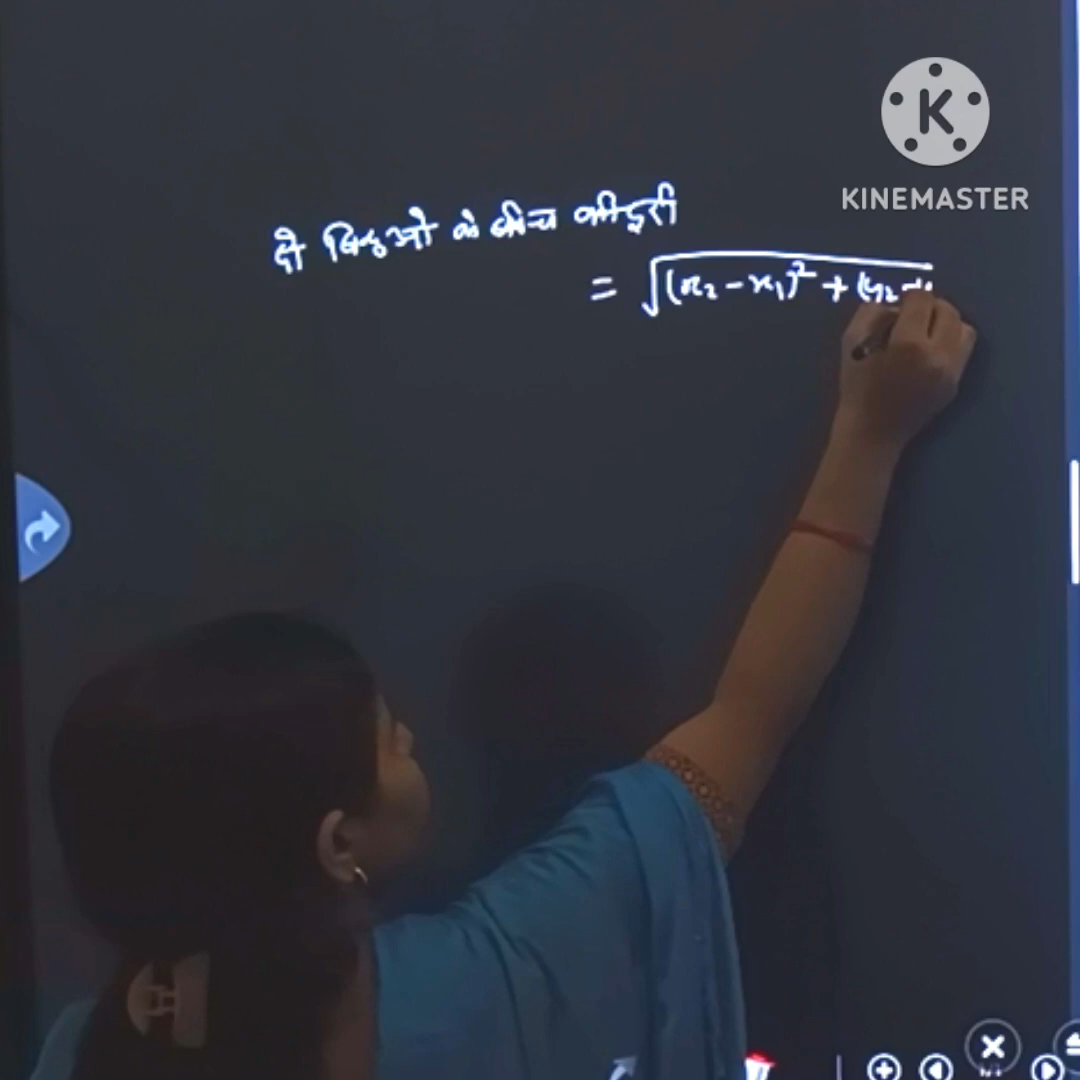 K
KINEMASTER
दो बिन्दुओ के बीच की दूरी
= √(x₂ - x₁)² + (y₂ - y